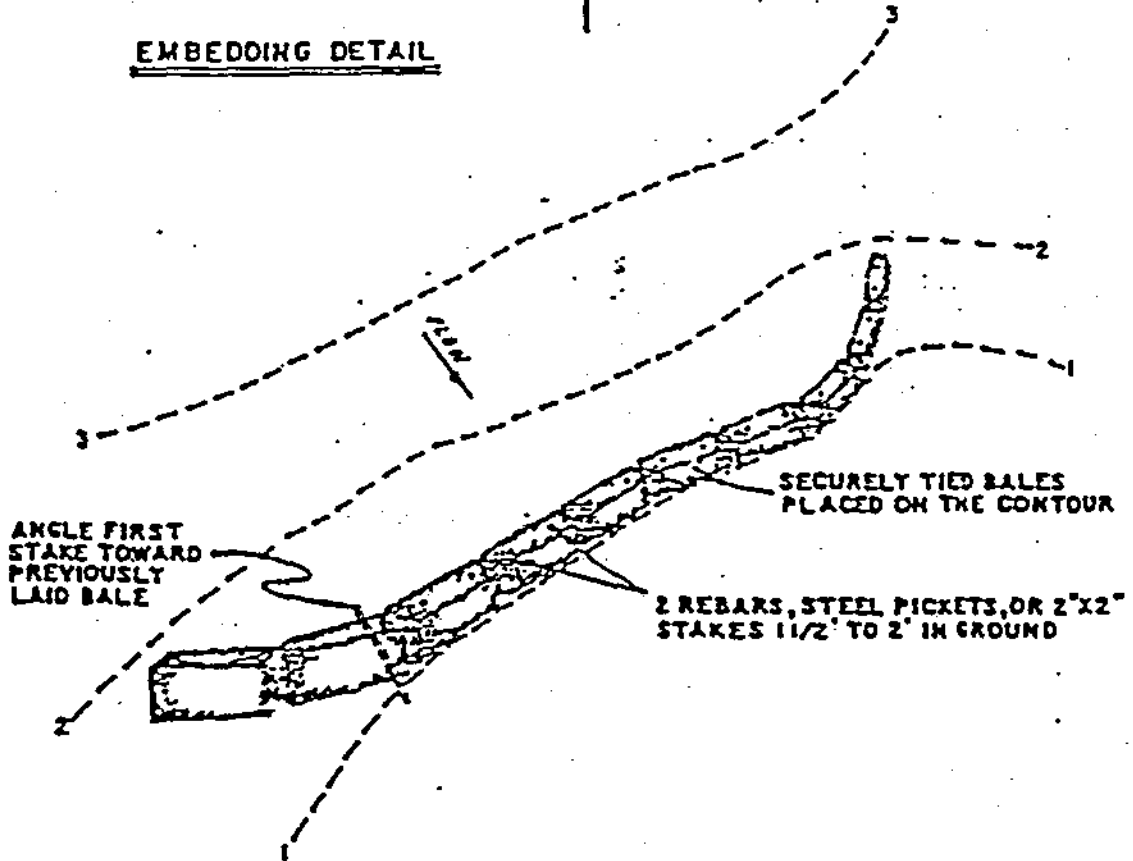 EMBEDDING DETAIL
3
2
1
FLOW
3
SECURELY TIED BALES
PLACED ON THE CONTOUR
ANGLE FIRST
STAKE TOWARD
PREVIOUSLY
LAID BALE
2 REBARS, STEEL PICKETS, OR 2"X2"
STAKES 1 1/2' TO 2' IN GROUND
2
1